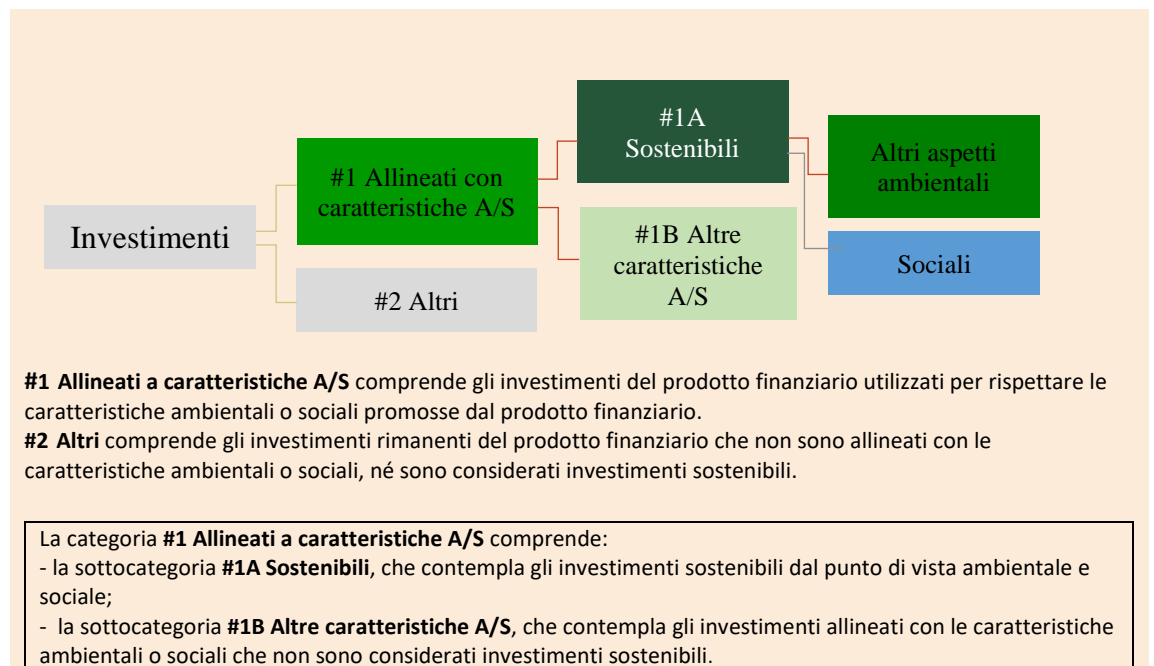 #1A
Sostenibili
Altri aspetti
ambientali
#1 Allineati con
caratteristiche A/S
Investimenti
#1B Altre
caratteristiche
A/S
Sociali
#2 Altri
#1 Allineati a caratteristiche A/S comprende gli investimenti del prodotto finanziario utilizzati per rispettare le
caratteristiche ambientali o sociali promosse dal prodotto finanziario.
#2 Altri comprende gli investimenti rimanenti del prodotto finanziario che non sono allineati con le
caratteristiche ambientali o sociali, né sono considerati investimenti sostenibili.
La categoria #1 Allineati a caratteristiche A/S comprende:
- la sottocategoria #1A Sostenibili, che contempla gli investimenti sostenibili dal punto di vista ambientale e
sociale;
- la sottocategoria #1B Altre caratteristiche A/S, che contempla gli investimenti allineati con le caratteristiche
ambientali o sociali che non sono considerati investimenti sostenibili.